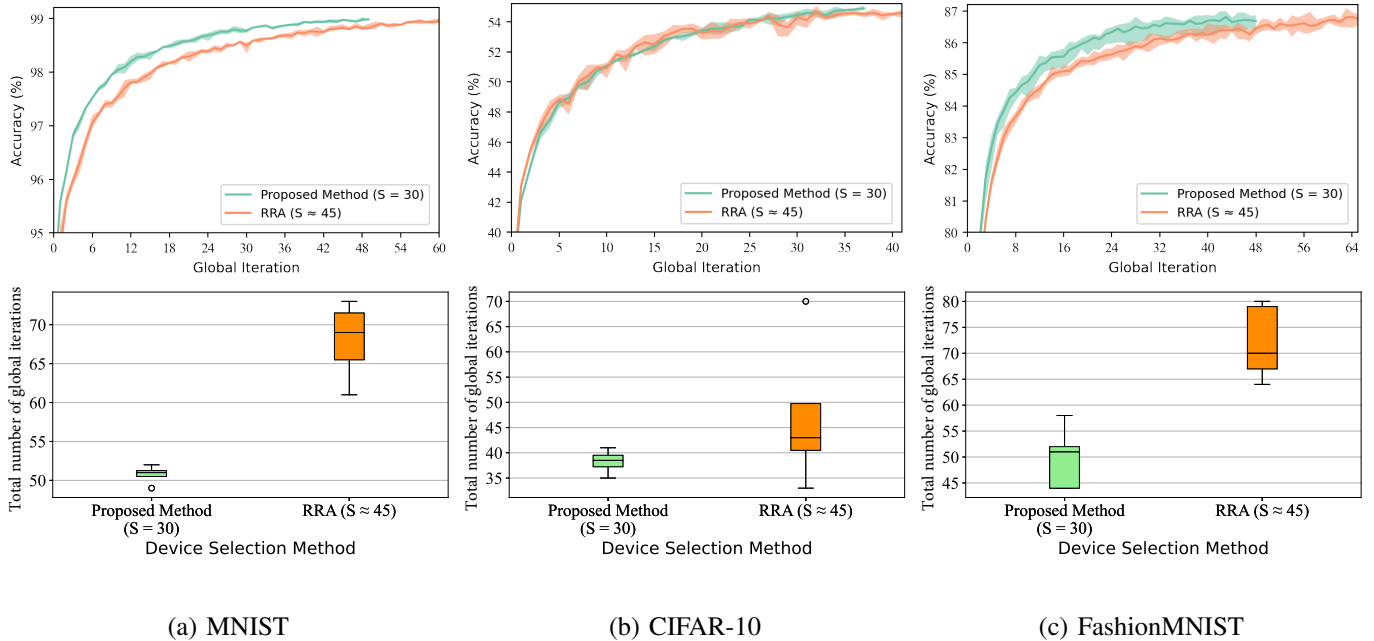 99
98
97
96
95
Accuracy (%)
Proposed Method (S = 30)
RRA (S ≈ 45)
0 6 12 18 24 30 36 42 48 54 60
Global Iteration
54
52
50
48
46
44
42
40
Accuracy (%)
Proposed Method (S = 30)
RRA (S ≈ 45)
0 5 10 15 20 25 30 35 40
Global Iteration
87
86
85
84
83
82
81
80
Accuracy (%)
Proposed Method (S = 30)
RRA (S ≈ 45)
8 16 24 32 40 48 56 64
Global Iteration
Total number of global iterations
70
65
60
55
50
Proposed Method
(S = 30)
RRA (S ≈ 45)
Device Selection Method
Total number of global iterations
70
65
60
55
50
45
40
35
Proposed Method
(S = 30)
RRA (S ≈ 45)
Device Selection Method
Total number of global iterations
80
75
70
65
60
55
50
45
Proposed Method
(S = 30)
RRA (S ≈ 45)
Device Selection Method
(a) MNIST
(b) CIFAR-10
(c) FashionMNIST